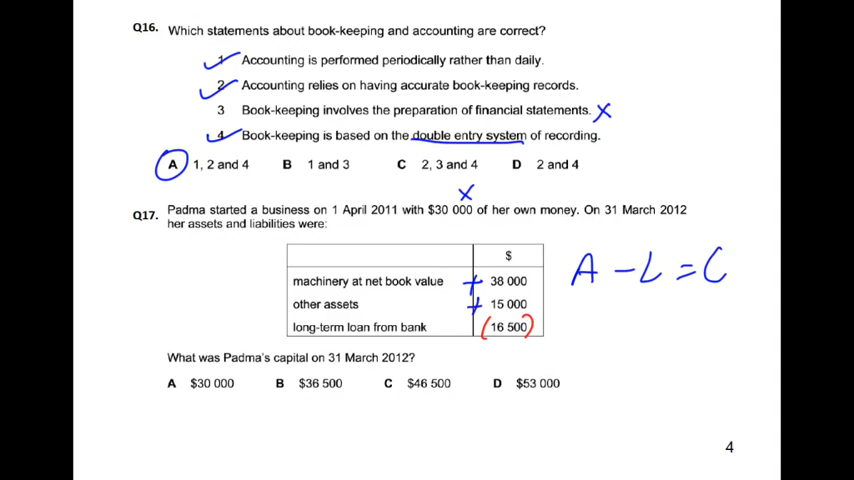 Q16. Which statements about book-keeping and accounting are correct?
1 Accounting is performed periodically rather than daily.
2 Accounting relies on having accurate book-keeping records.
3 Book-keeping involves the preparation of financial statements. X
4 Book-keeping is based on the double entry system of recording.
A 1, 2 and 4 B 1 and 3 C 2, 3 and 4 D 2 and 4
X
Q17. Padma started a business on 1 April 2011 with $30 000 of her own money. On 31 March 2012
her assets and liabilities were:
$
machinery at net book value + 38 000
other assets + 15 000
long-term loan from bank (16 500)
A - L = C
What was Padma's capital on 31 March 2012?
A $30 000 B $36 500 C $46 500 D $53 000
4